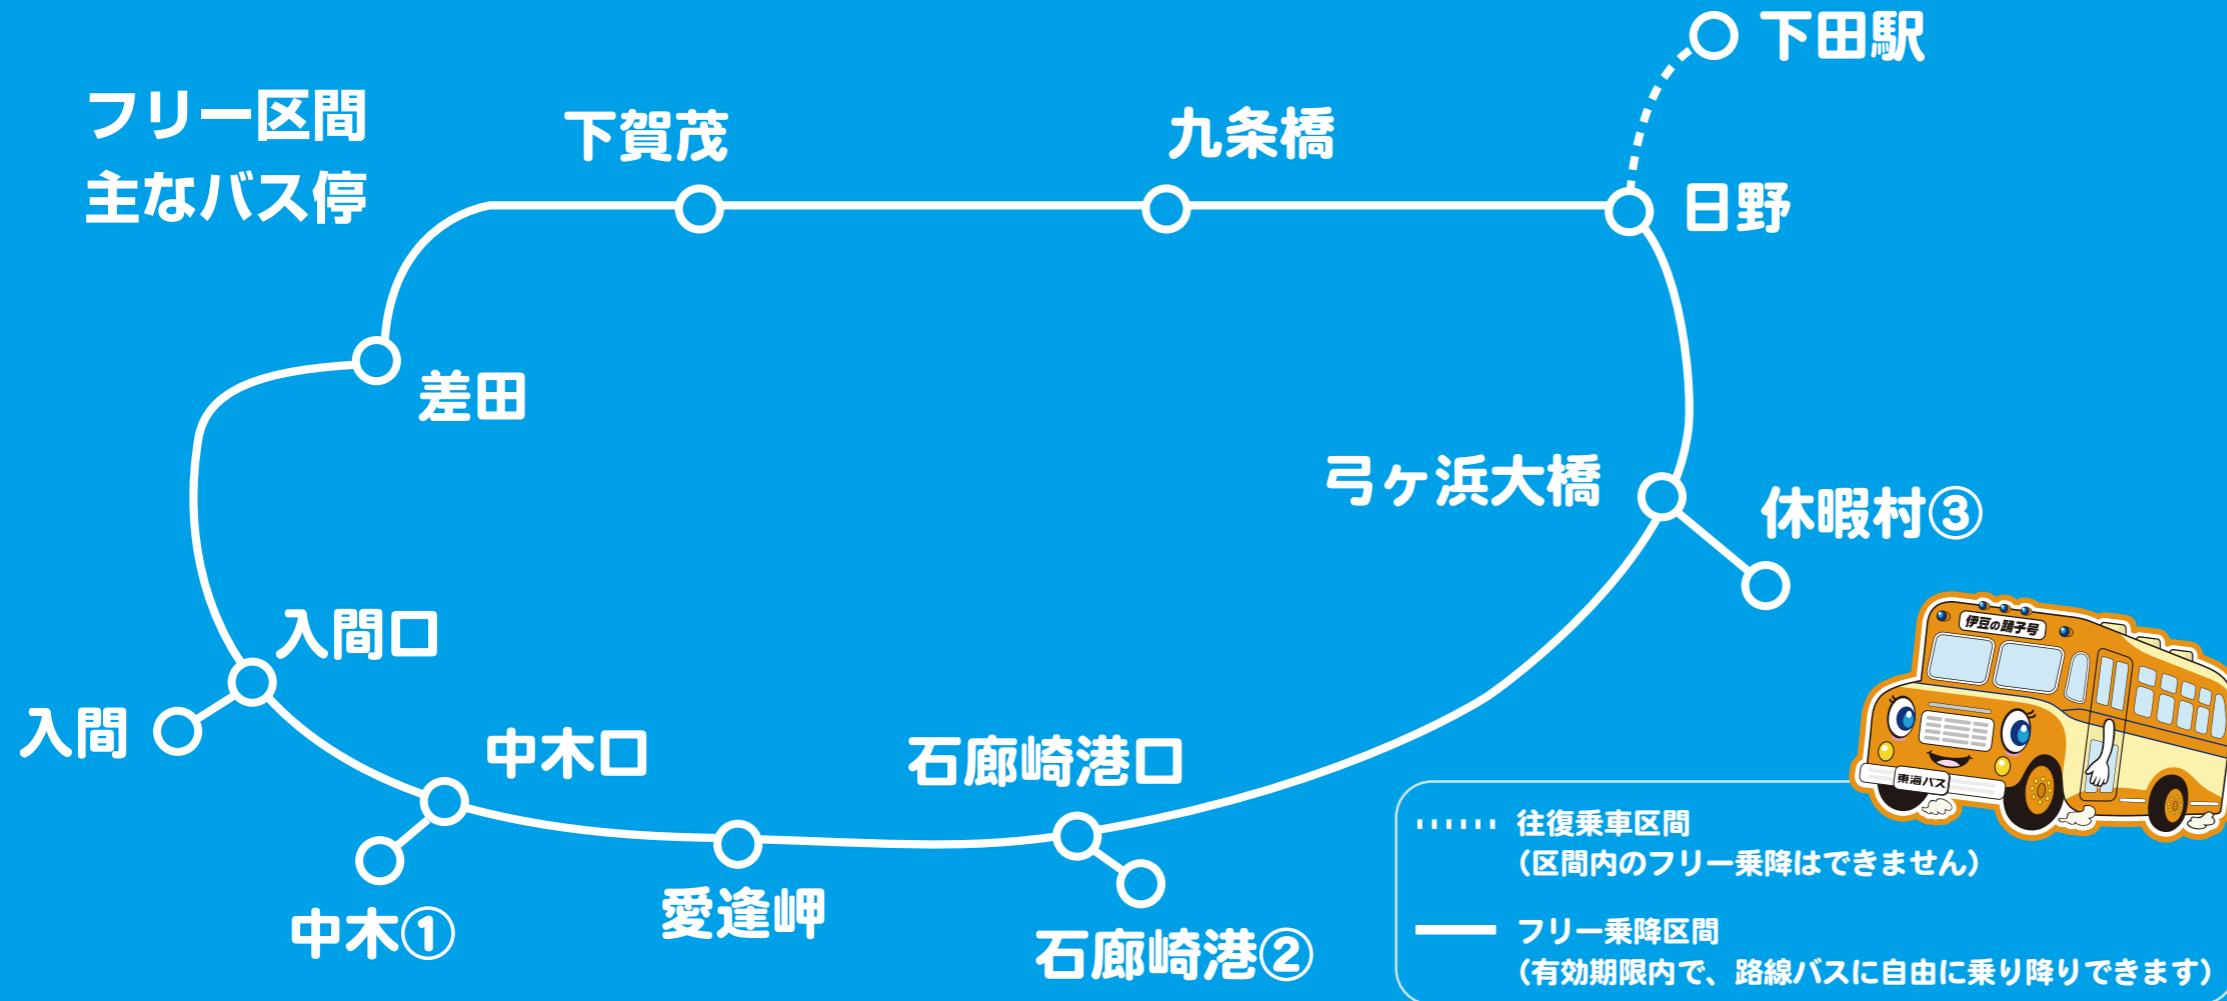 フリー区間
主なバス停
下田駅
下賀茂
九条橋
日野
差田
弓ヶ浜大橋
休暇村③
入間口
入間
中木口
石廊崎港口
中木①
愛逢岬
石廊崎港②
伊豆の踊子号
東海バス
往復乗車区間
（区間内のフリー乗降はできません）
フリー乗降区間
（有効期限内で、路線バスに自由に乗り降りできます）